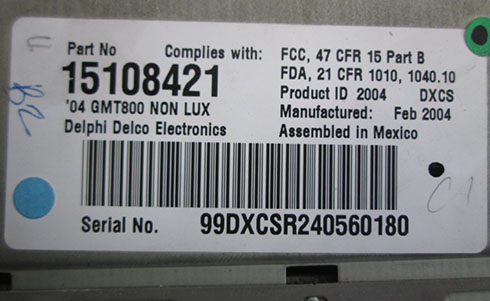 Part No Complies with: FCC, 47 CFR 15 Part B
15108421 FDA, 21 CFR 1010, 1040.10
Product ID 2004 DXCS
'04 GMT800 NON LUX Manufactured: Feb 2004
Delphi Delco Electronics Assembled in Mexico
B2
Serial No. 99DXCSR240560180